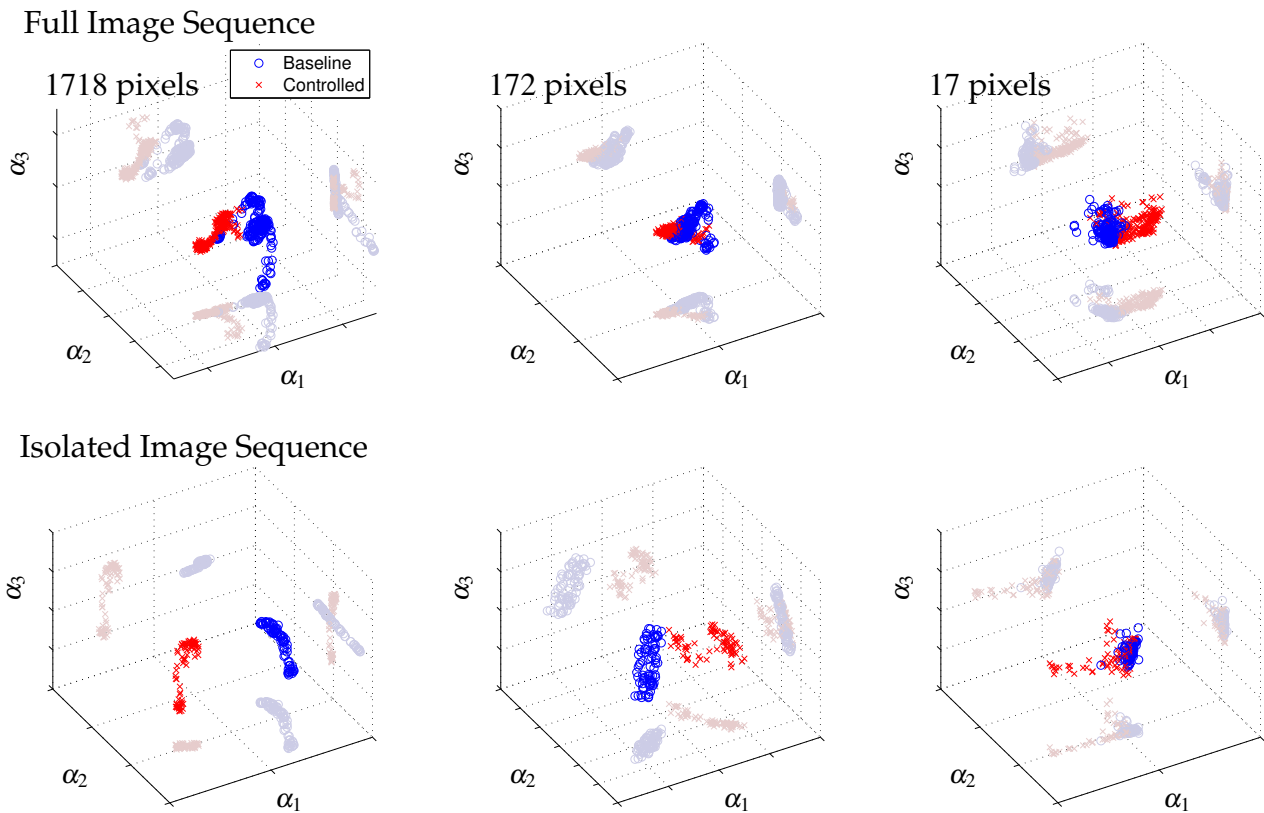 Full Image Sequence
1718 pixels
Baseline
Controlled
172 pixels
17 pixels
α3
α2
α1
α3
α2
α1
α3
α2
α1
Isolated Image Sequence
α3
α2
α1
α3
α2
α1
α3
α2
α1